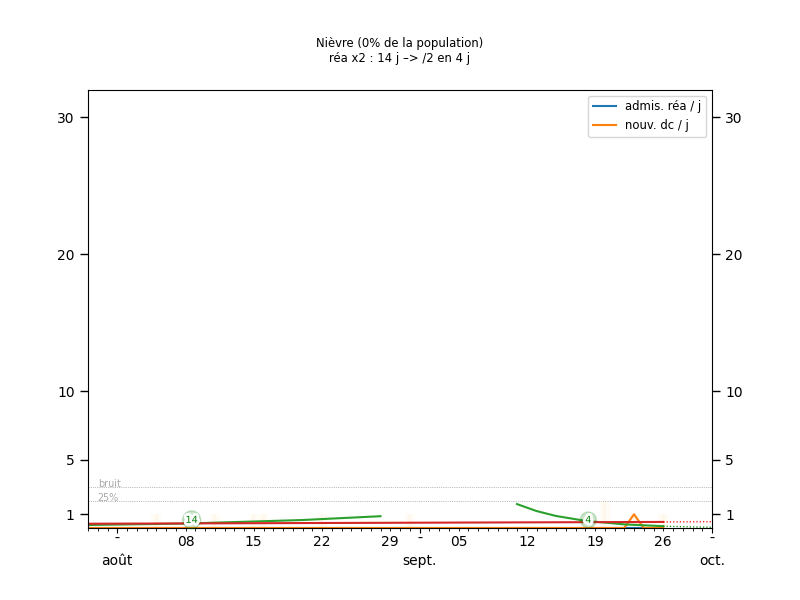 Nièvre (0% de la population)
réa x2 : 14 j –> /2 en 4 j
admis. réa / j
nouv. dc / j
30 30
20 20
10 10
5 5
bruit
25%
1 14 4 1
- 08 15 22 29 - 05 12 19 26 -
août sept. oct.